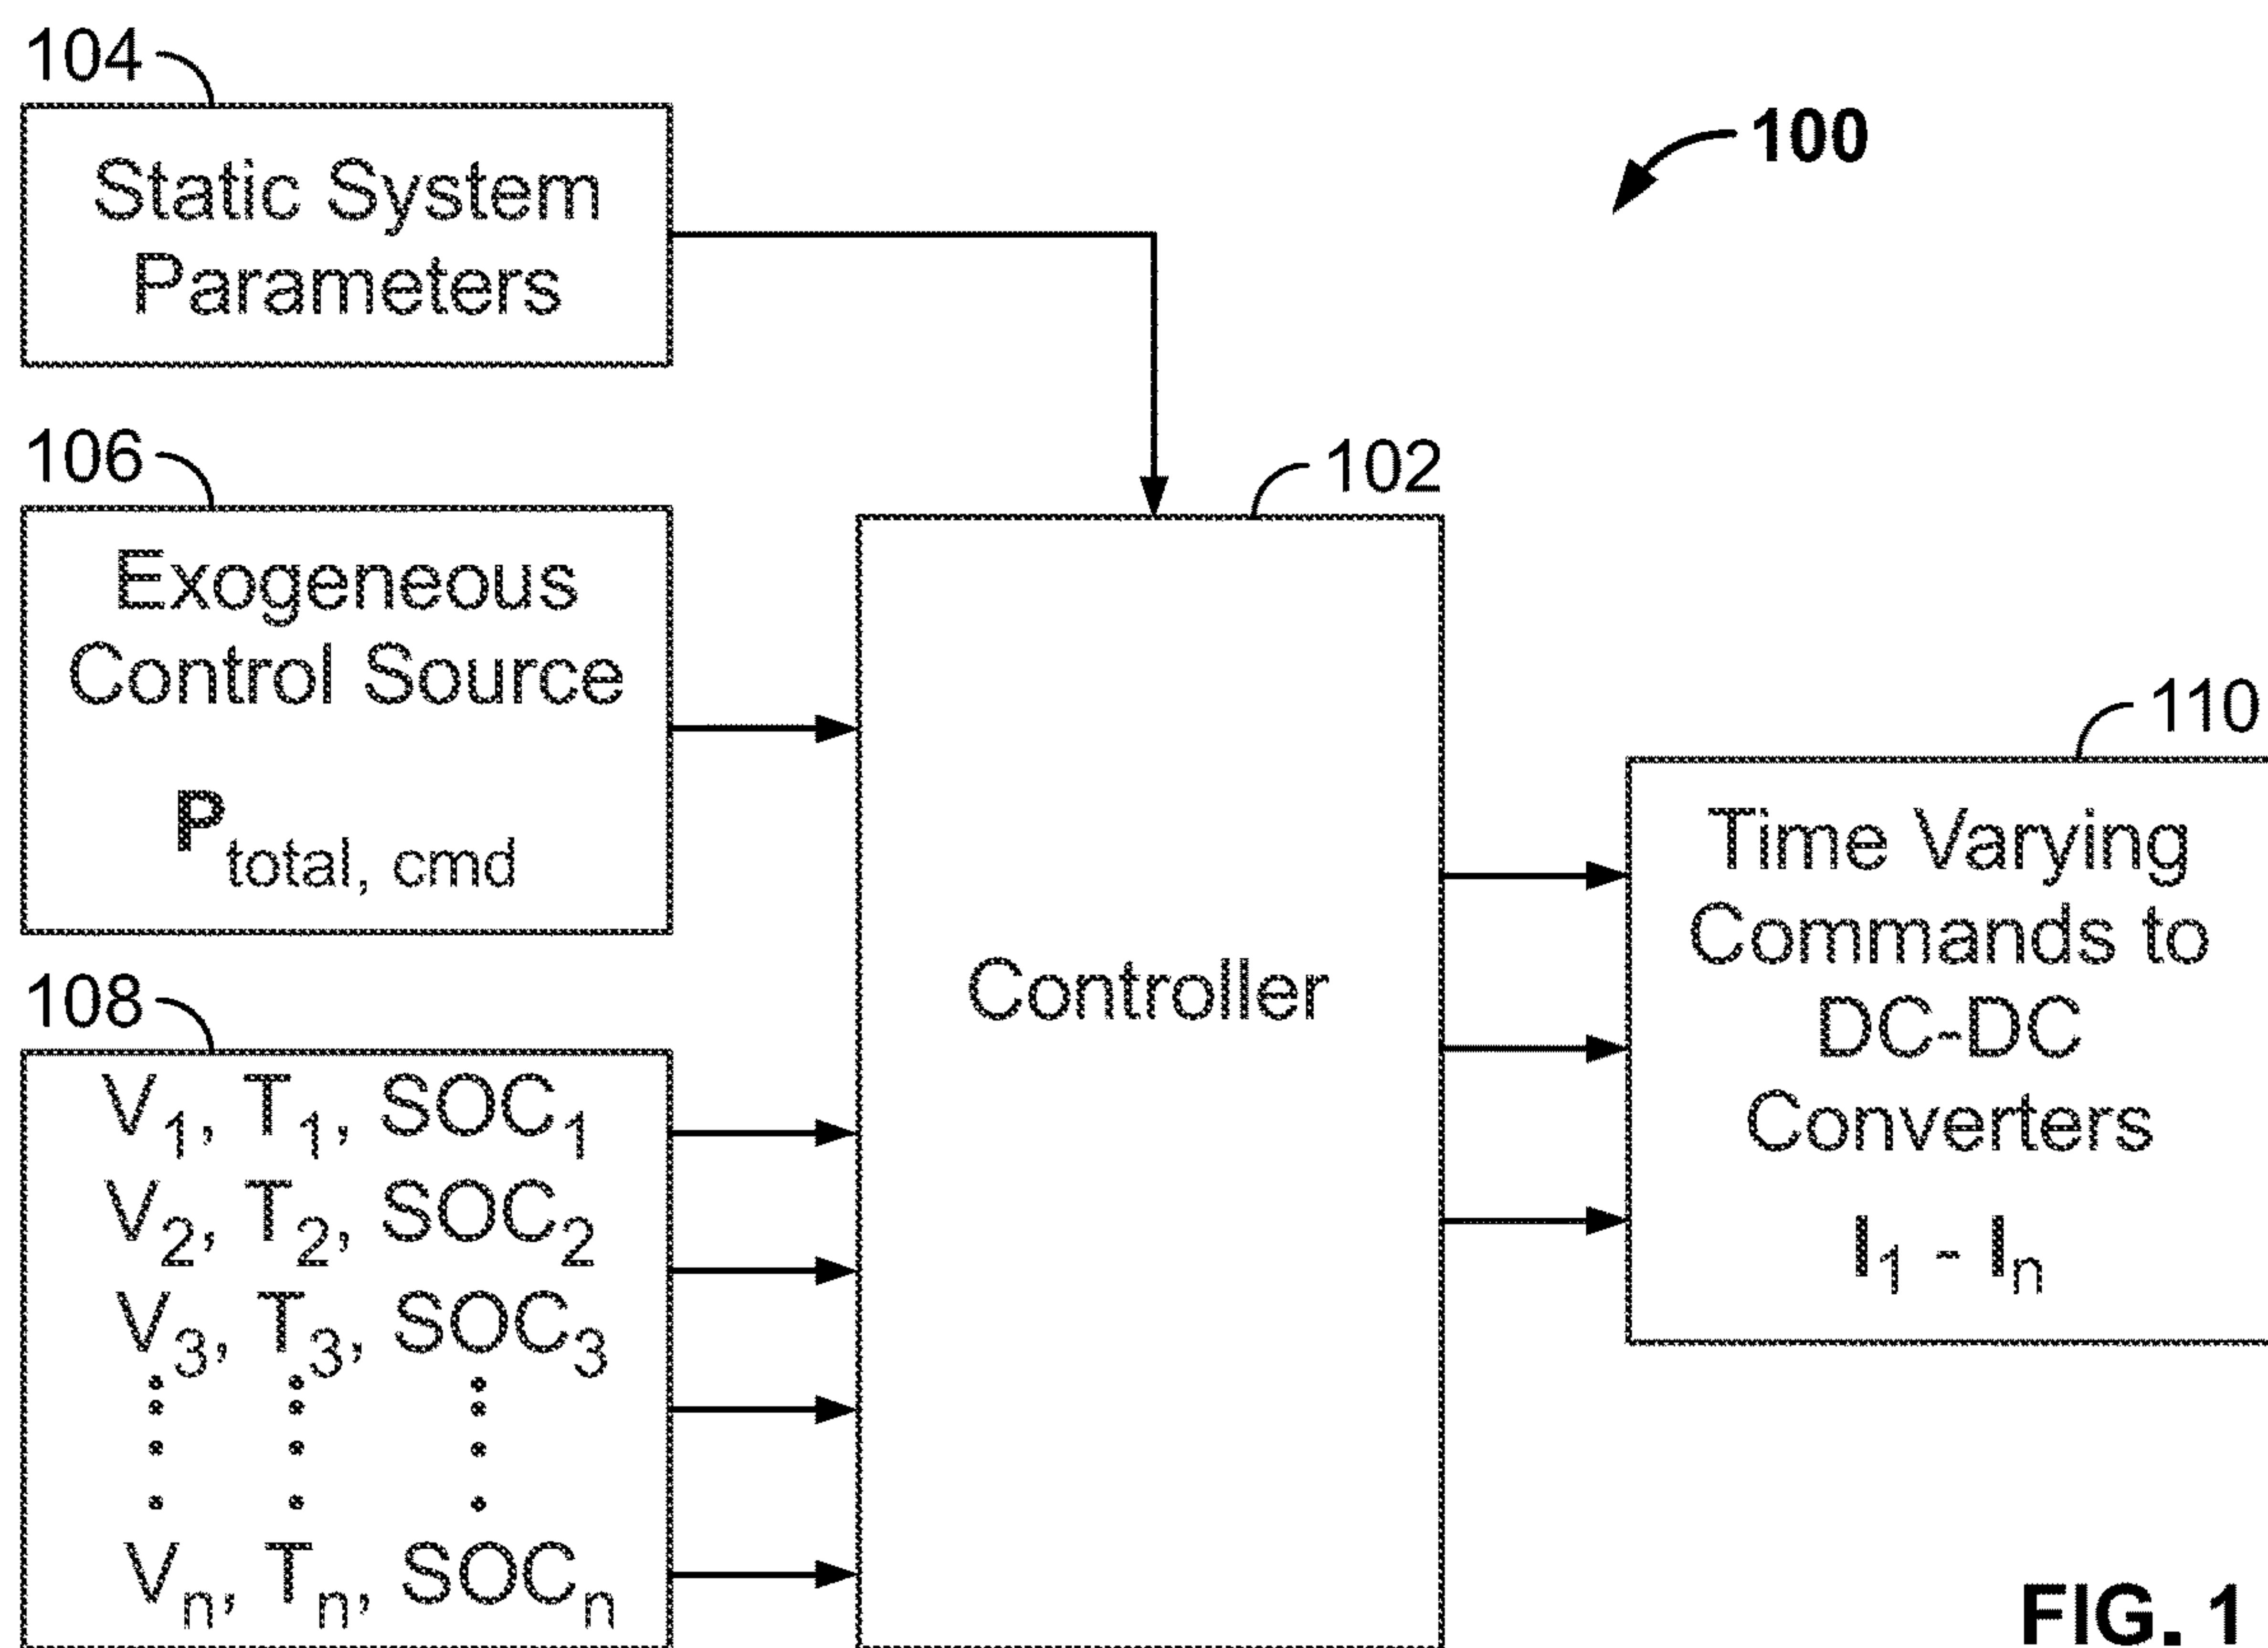 104
Static System
Parameters
100
106
Exogeneous
Control Source
P total, cmd
102
Controller
108
V1, T1, SOC1
V2, T2, SOC2
V3, T3, SOC3
Vn, Tn, SOCn
110
Time Varying
Commands to
DC-DC
Converters
I1 - In
FIG. 1